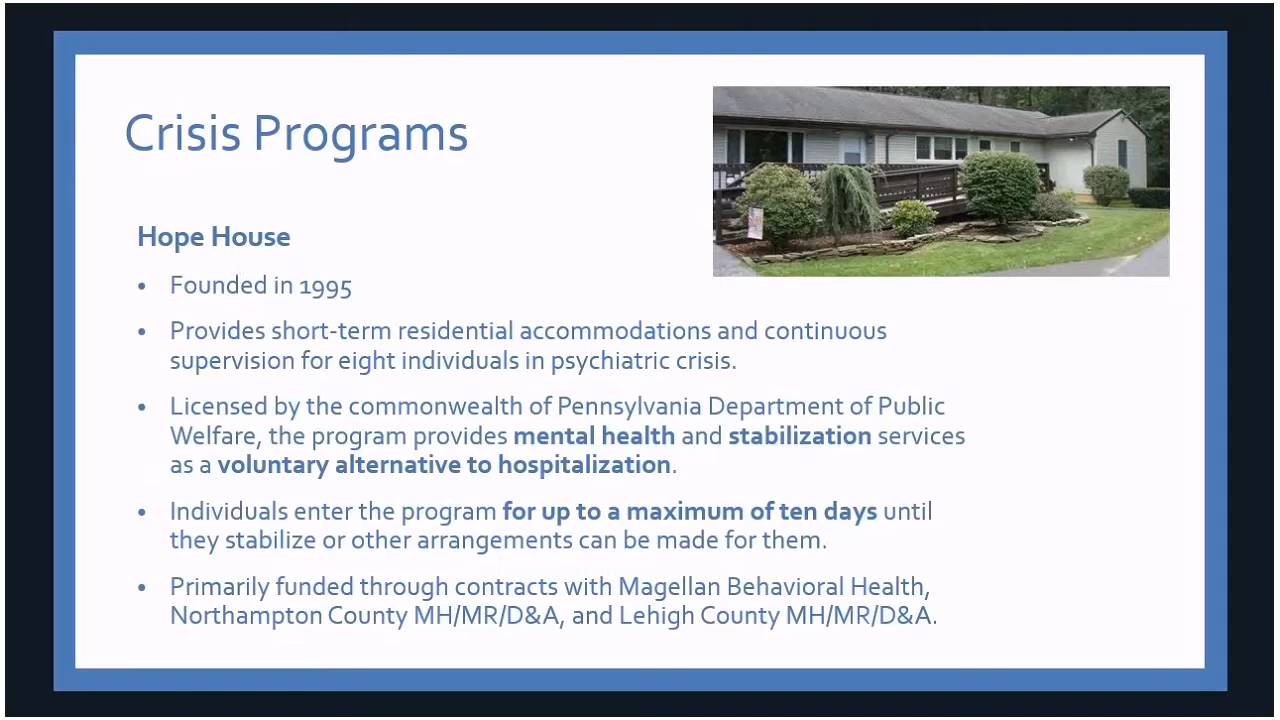 Crisis Programs
Hope House
• Founded in 1995
• Provides short-term residential accommodations and continuous
supervision for eight individuals in psychiatric crisis.
• Licensed by the commonwealth of Pennsylvania Department of Public
Welfare, the program provides mental health and stabilization services
as a voluntary alternative to hospitalization.
• Individuals enter the program for up to a maximum of ten days until
they stabilize or other arrangements can be made for them.
• Primarily funded through contracts with Magellan Behavioral Health,
Northampton County MH/MR/D&A, and Lehigh County MH/MR/D&A.